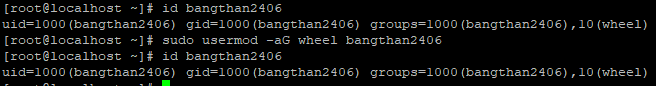 [root@localhost ~]# id bangthan2406
uid=1000(bangthan2406) gid=1000(bangthan2406) groups=1000(bangthan2406),10(wheel)
[root@localhost ~]# sudo usermod -aG wheel bangthan2406
[root@localhost ~]# id bangthan2406
uid=1000(bangthan2406) gid=1000(bangthan2406) groups=1000(bangthan2406),10(wheel)
[root@localhost ~]#